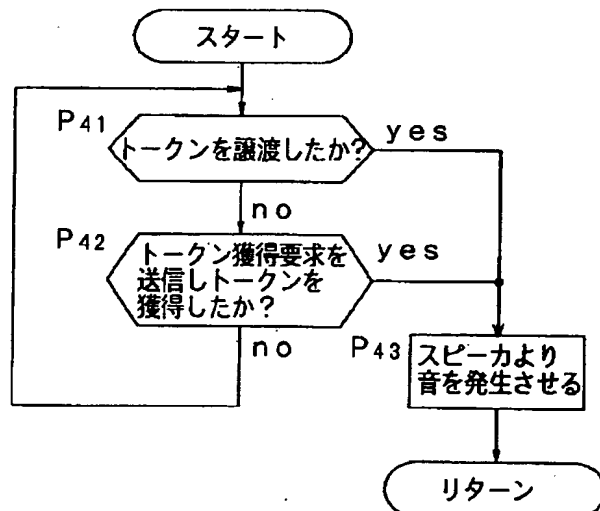 スタート
P41
トークンを譲渡したか?
yes
no
P42
トークン獲得要求を
送信しトークンを
獲得したか?
yes
no
P43
スピーカより
音を発生させる
リターン